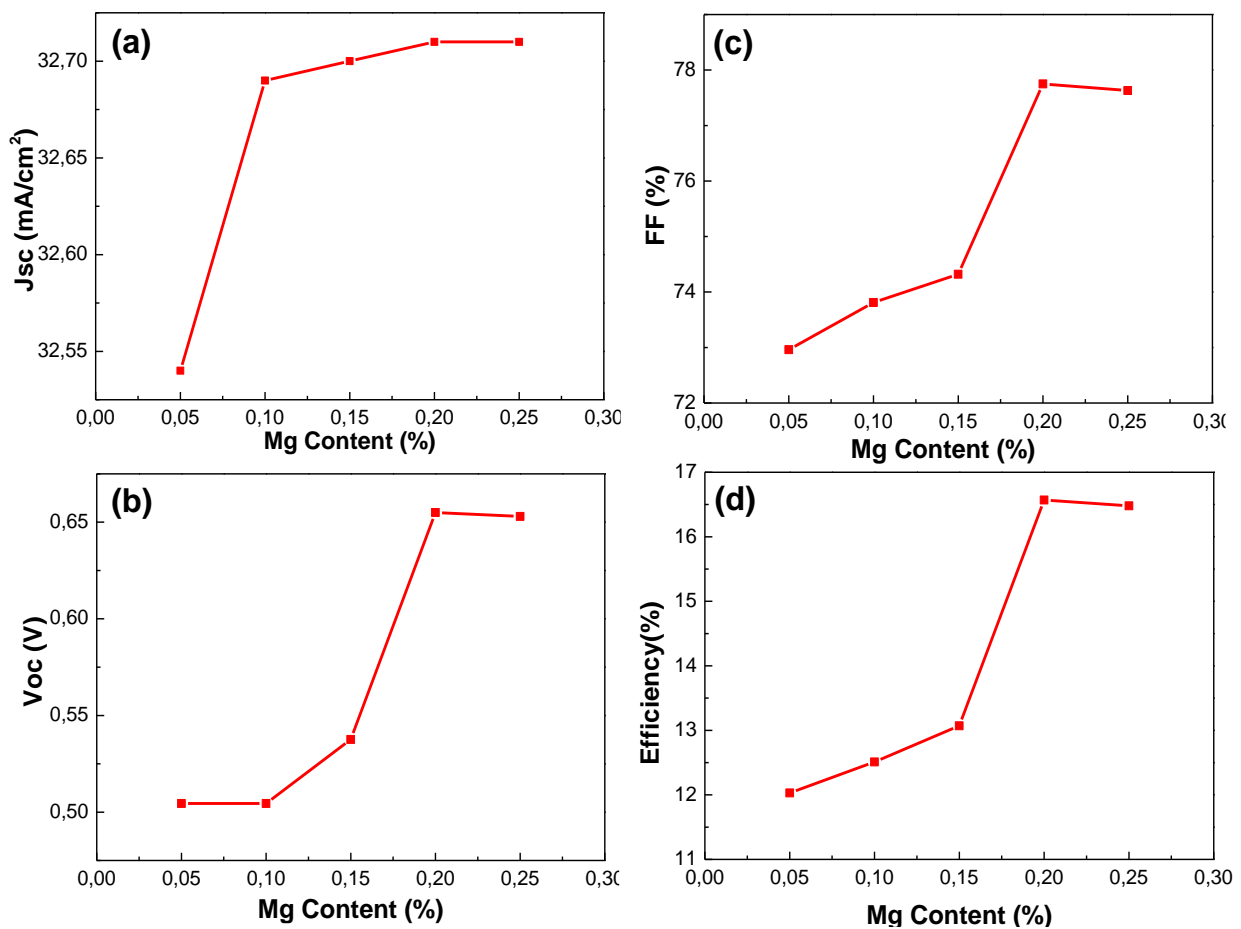 (a)
32,70
32,65
32,60
32,55
Jsc (mA/cm²)
0,00 0,05 0,10 0,15 0,20 0,25 0,30
Mg Content (%)
(c)
78
76
74
72
FF (%)
0,00 0,05 0,10 0,15 0,20 0,25 0,30
Mg Content (%)
(b)
0,65
0,60
0,55
0,50
Voc (V)
0,00 0,05 0,10 0,15 0,20 0,25 0,30
Mg Content (%)
(d)
17
16
15
14
13
12
11
Efficiency(%)
0,00 0,05 0,10 0,15 0,20 0,25 0,30
Mg Content (%)